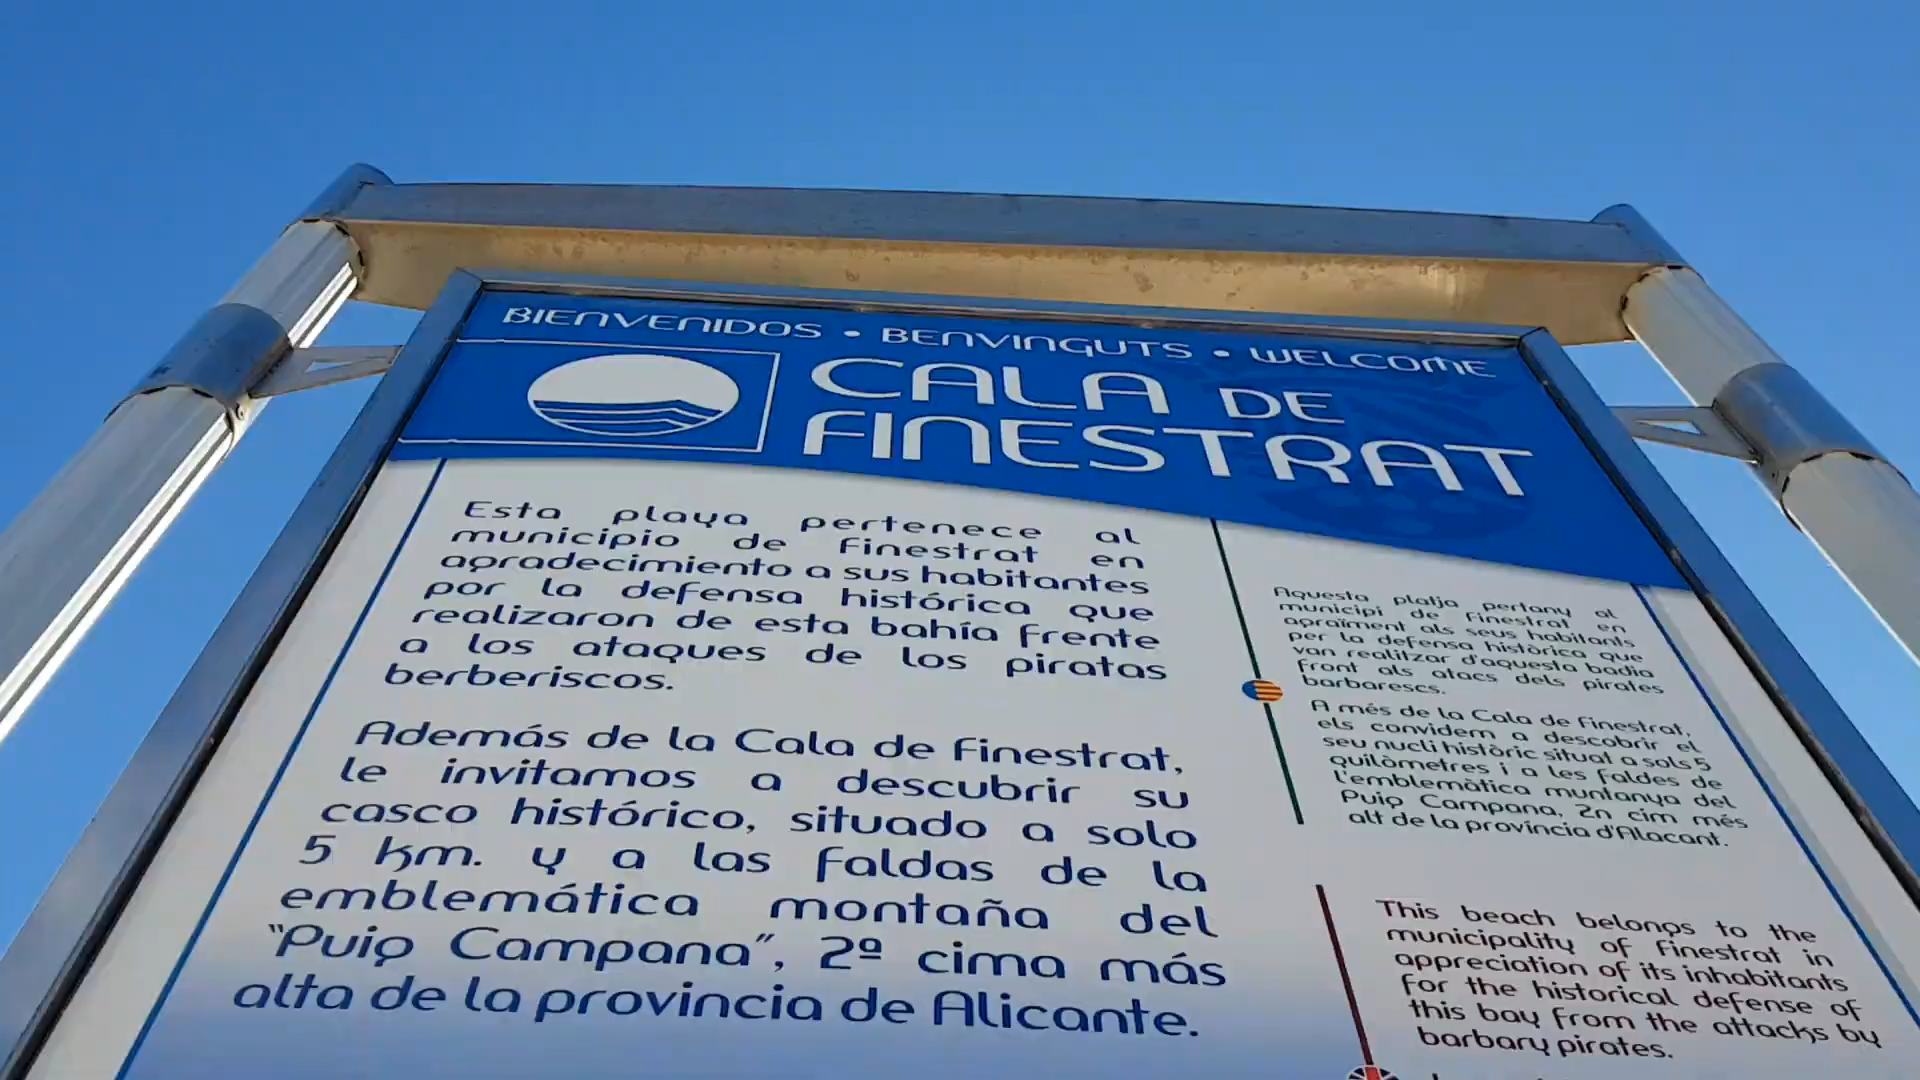 BIENVENIDOS • BENVINGUTS • WELCOME
CALA DE
FINESTRAT
Esta playa pertenece al
municipio de Finestrat en
agradecimiento a sus habitantes
por la defensa histórica que
realizaron de esta bahía frente
a los ataques de los piratas
berberiscos.
Además de la Cala de Finestrat,
le invitamos a descubrir su
casco histórico, situado a solo
5 km. y a las faldas de la
emblemática montaña del
"Puig Campana", 2ª cima más
alta de la provincia de Alicante.
Aquesta platja pertany al
municipi de Finestrat en
apraïment als seus habitants
per la defensa històrica que
van realitzar d'aquesta badia
front als atacs dels pirates
barbarescs.
A més de la Cala de Finestrat,
els convidem a descobrir el
seu nucli històric situat a sols 5
quilòmetres i a les faldes de
l'emblemàtica muntanya del
Puig Campana, 2n cim més
alt de la província d'Alacant.
This beach belongs to the
municipality of Finestrat in
appreciation of its inhabitants
for the historical defense of
this bay from the attacks by
barbary pirates.